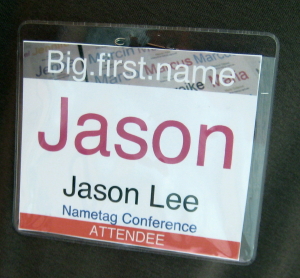 Big.first.name
Jason
Jason Lee
Nametag Conference
ATTENDEE